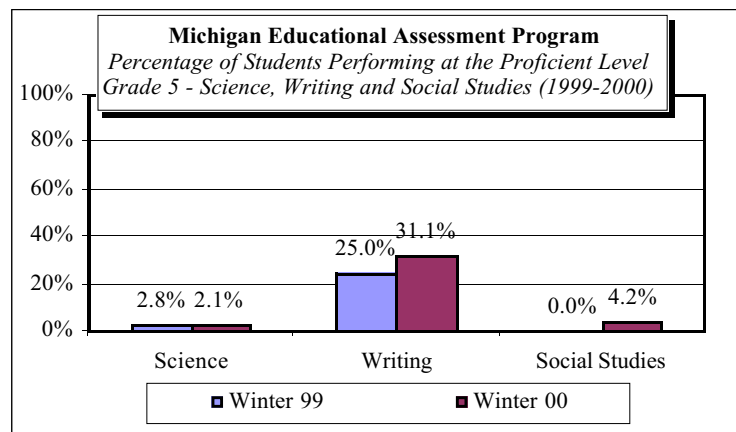 Michigan Educational Assessment Program
Percentage of Students Performing at the Proficient Level
Grade 5 - Science, Writing and Social Studies (1999-2000)
100%
80%
60%
40%
20%
0%
2.8%
2.1%
25.0%
31.1%
0.0%
4.2%
Science
Writing
Social Studies
Winter 99
Winter 00